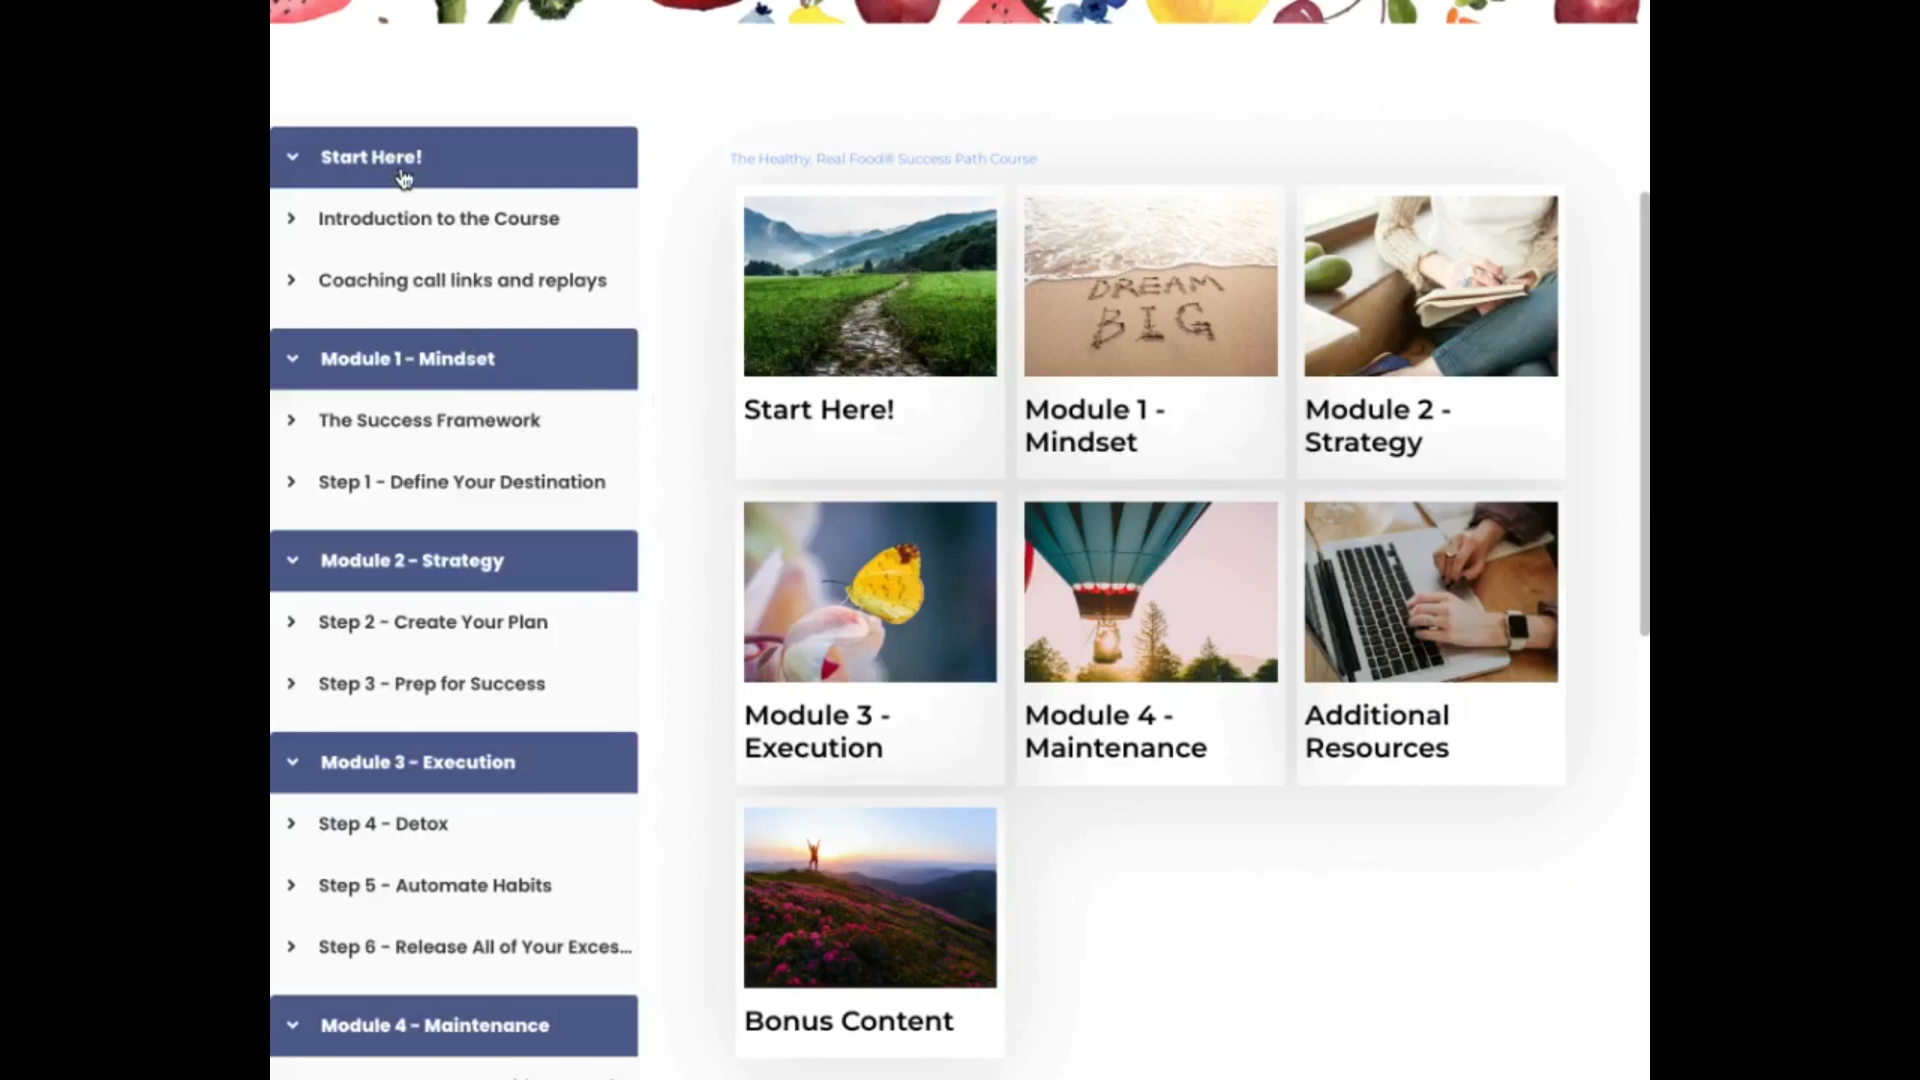 Start Here!
Introduction to the Course
Coaching call links and replays
Module 1 - Mindset
The Success Framework
Step 1 - Define Your Destination
Module 2 - Strategy
Step 2 - Create Your Plan
Step 3 - Prep for Success
Module 3 - Execution
Step 4 - Detox
Step 5 - Automate Habits
Step 6 - Release All of Your Exces...
Module 4 - Maintenance
The Healthy, Real Food® Success Path Course
DREAM
BIG
Start Here!
Module 1 -
Mindset
Module 2 -
Strategy
Module 3 -
Execution
Module 4 -
Maintenance
Additional
Resources
Bonus Content